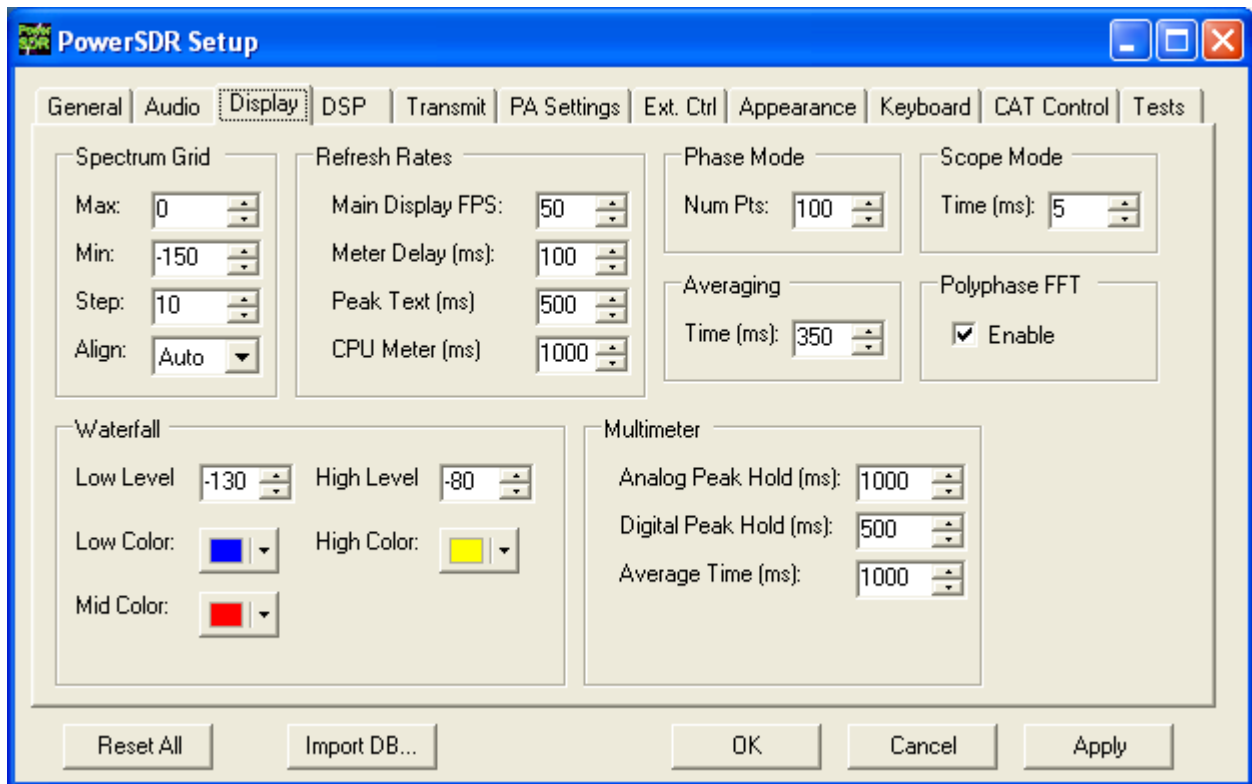 Power SDR PowerSDR Setup
General Audio Display DSP Transmit PA Settings Ext. Ctrl Appearance Keyboard CAT Control Tests
Spectrum Grid
Max: 0
Min: -150
Step: 10
Align: Auto
Refresh Rates
Main Display FPS: 50
Meter Delay (ms): 100
Peak Text (ms) 500
CPU Meter (ms) 1000
Phase Mode
Num Pts: 100
Scope Mode
Time (ms): 5
Averaging
Time (ms): 350
Polyphase FFT
Enable
Waterfall
Low Level -130 High Level -80
Low Color: High Color:
Mid Color:
Multimeter
Analog Peak Hold (ms): 1000
Digital Peak Hold (ms): 500
Average Time (ms): 1000
Reset All Import DB... OK Cancel Apply